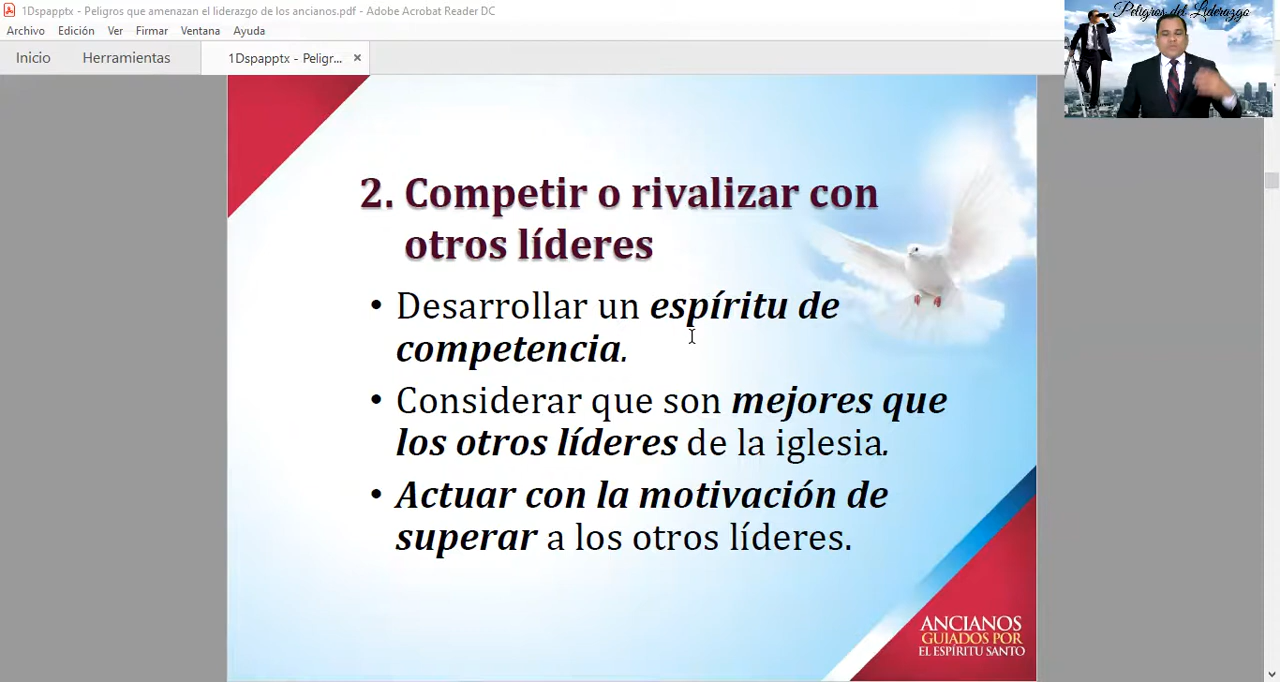 1Dspapptx - Peligros que amenazan el liderazgo de los ancianos.pdf - Adobe Acrobat Reader DC
Archivo Edición Ver Firmar Ventana Ayuda
Inicio Herramientas 1Dspapptx - Peligr... ×
Peligros del Liderazgo
2. Competir o rivalizar con
otros líderes
• Desarrollar un espíritu de
competencia.
• Considerar que son mejores que
los otros líderes de la iglesia.
• Actuar con la motivación de
superar a los otros líderes.
ANCIANOS
GUIADOS POR
EL ESPÍRITU SANTO